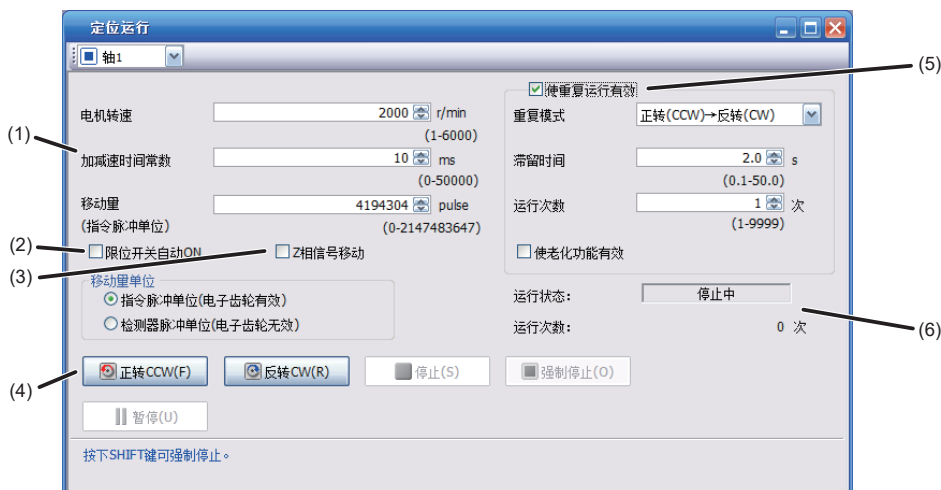 定位运行
轴1
(5)
使重复运行有效
电机转速 2000 r/min
(1-6000)
重复模式 正转(CCW)→反转(CW)
(1)
加减速时间常数 10 ms
(0-50000)
滞留时间 2.0 s
(0.1-50.0)
移动量 4194304 pulse
(指令脉冲单位) (0-2147483647)
运行次数 1 次
(1-9999)
(2)
限位开关自动ON Z相信号移动
(3)
使老化功能有效
移动量单位
指令脉冲单位(电子齿轮有效)
检测器脉冲单位(电子齿轮无效)
运行状态: 停止中
运行次数: 0 次
(6)
(4)
正转CCW(F) 反转CW(R) 停止(S) 强制停止(O)
暂停(U)
按下SHIFT键可强制停止。